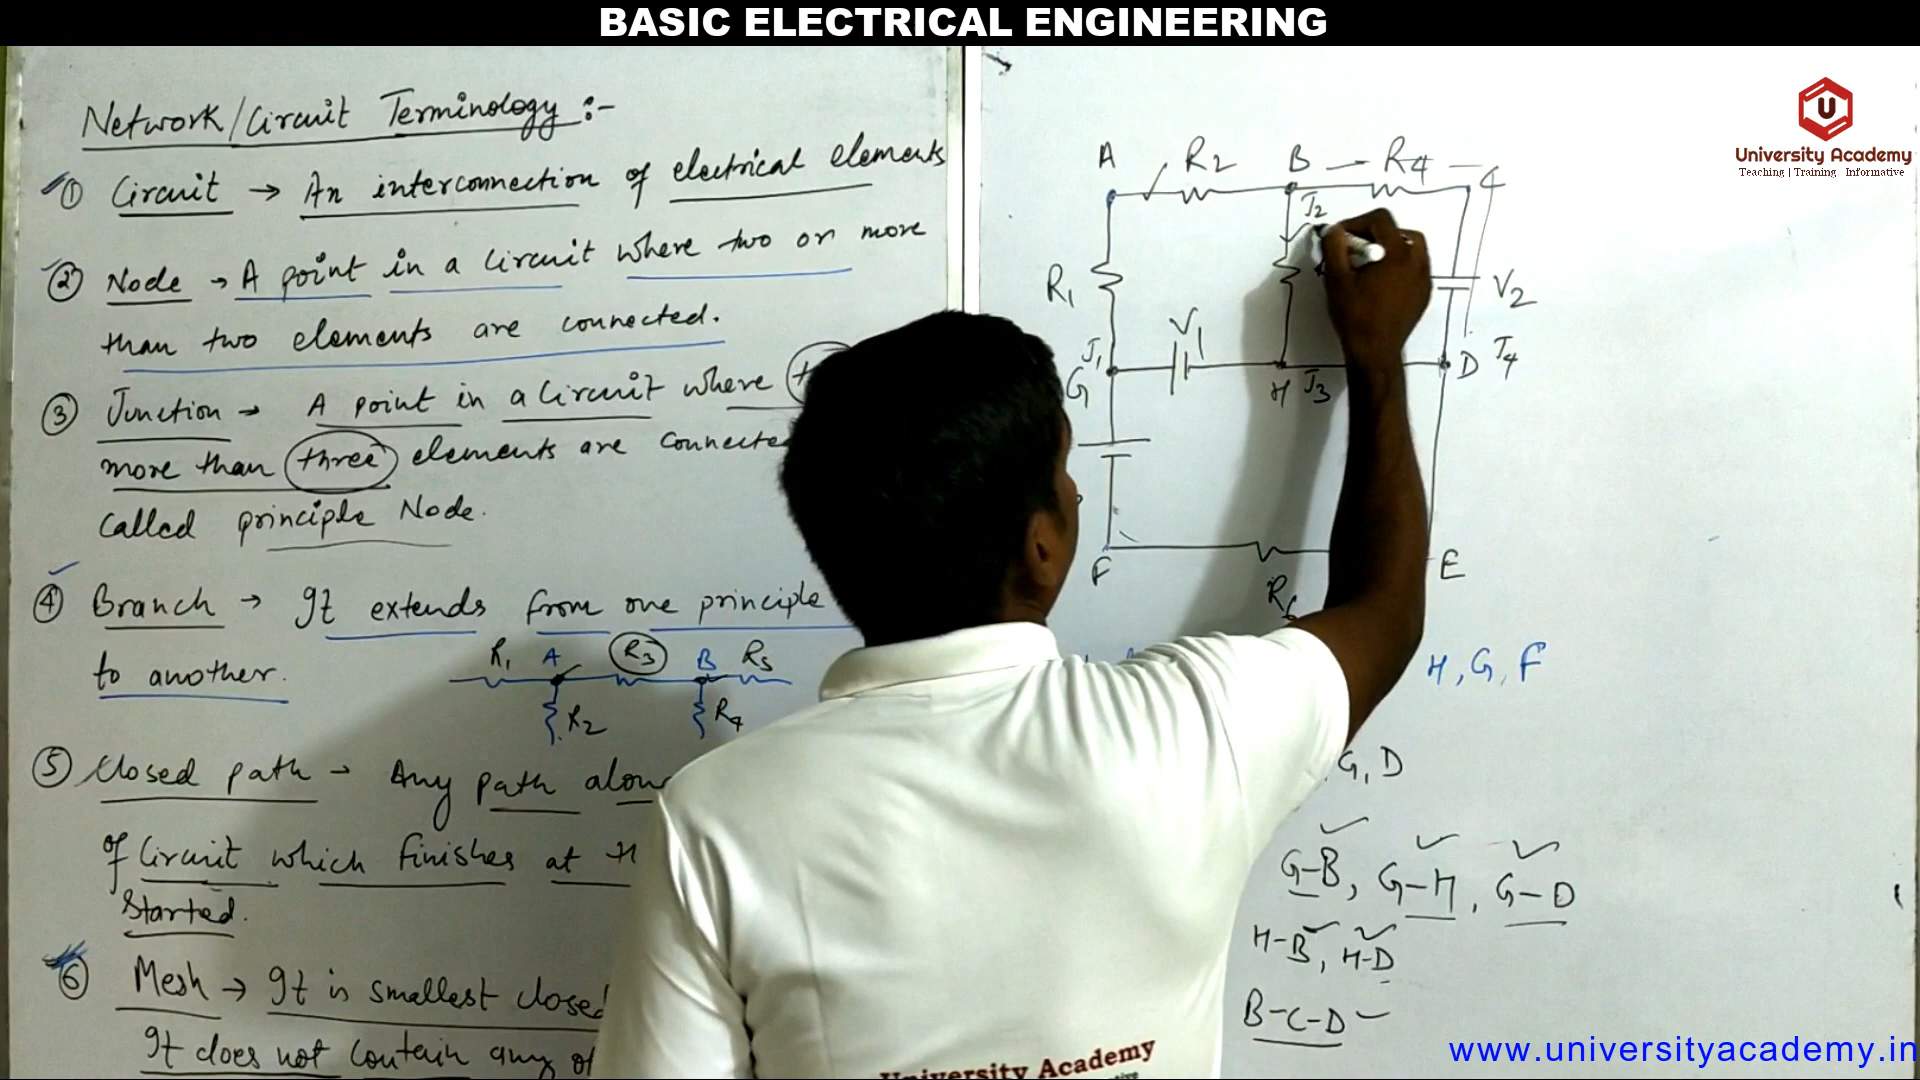 BASIC ELECTRICAL ENGINEERING
University Academy
Teaching | Training Informative
Network/Circuit Terminology :-
① Circuit → An interconnection of electrical elements
② Node → A point in a circuit where two or more
than two elements are connected.
③ Junction → A point in a circuit where
more than three elements are connected
called principle Node.
④ Branch → It extends from one principle
to another.
R1 A R3 B R5
R2 R4
⑤ Closed path - Any path along
of circuit which finishes at
started.
⑥ Mesh → It is smallest closed
It does not contain any of
A R2 B - R4 - C
J2
R1 V2
V1
J1 G H J3 D J4
F E
R6
H, G, F
G, D
G-B, G-H, G-D
H-B, H-D
B-C-D
University Academy
www.universityacademy.in